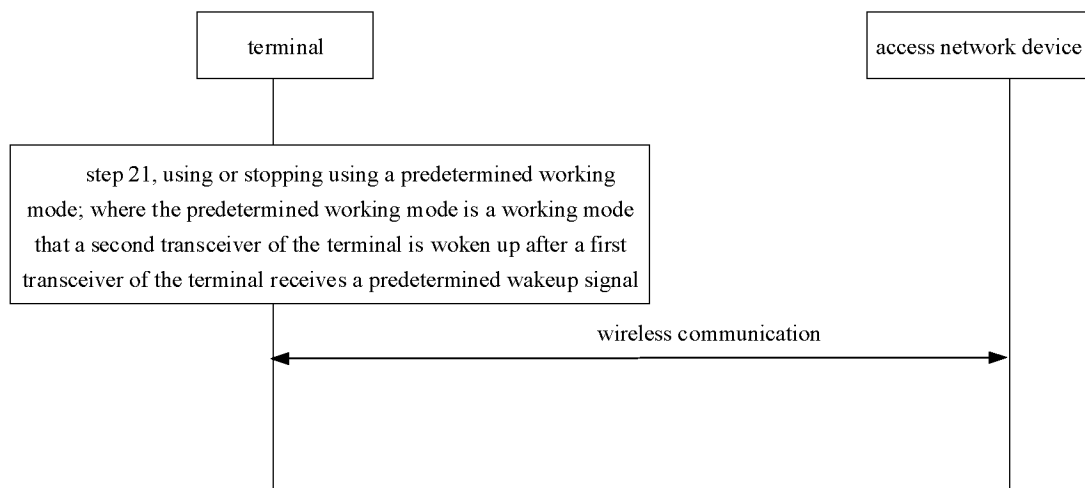 terminal
access network device
step 21, using or stopping using a predetermined working
mode; where the predetermined working mode is a working mode
that a second transceiver of the terminal is woken up after a first
transceiver of the terminal receives a predetermined wakeup signal
wireless communication